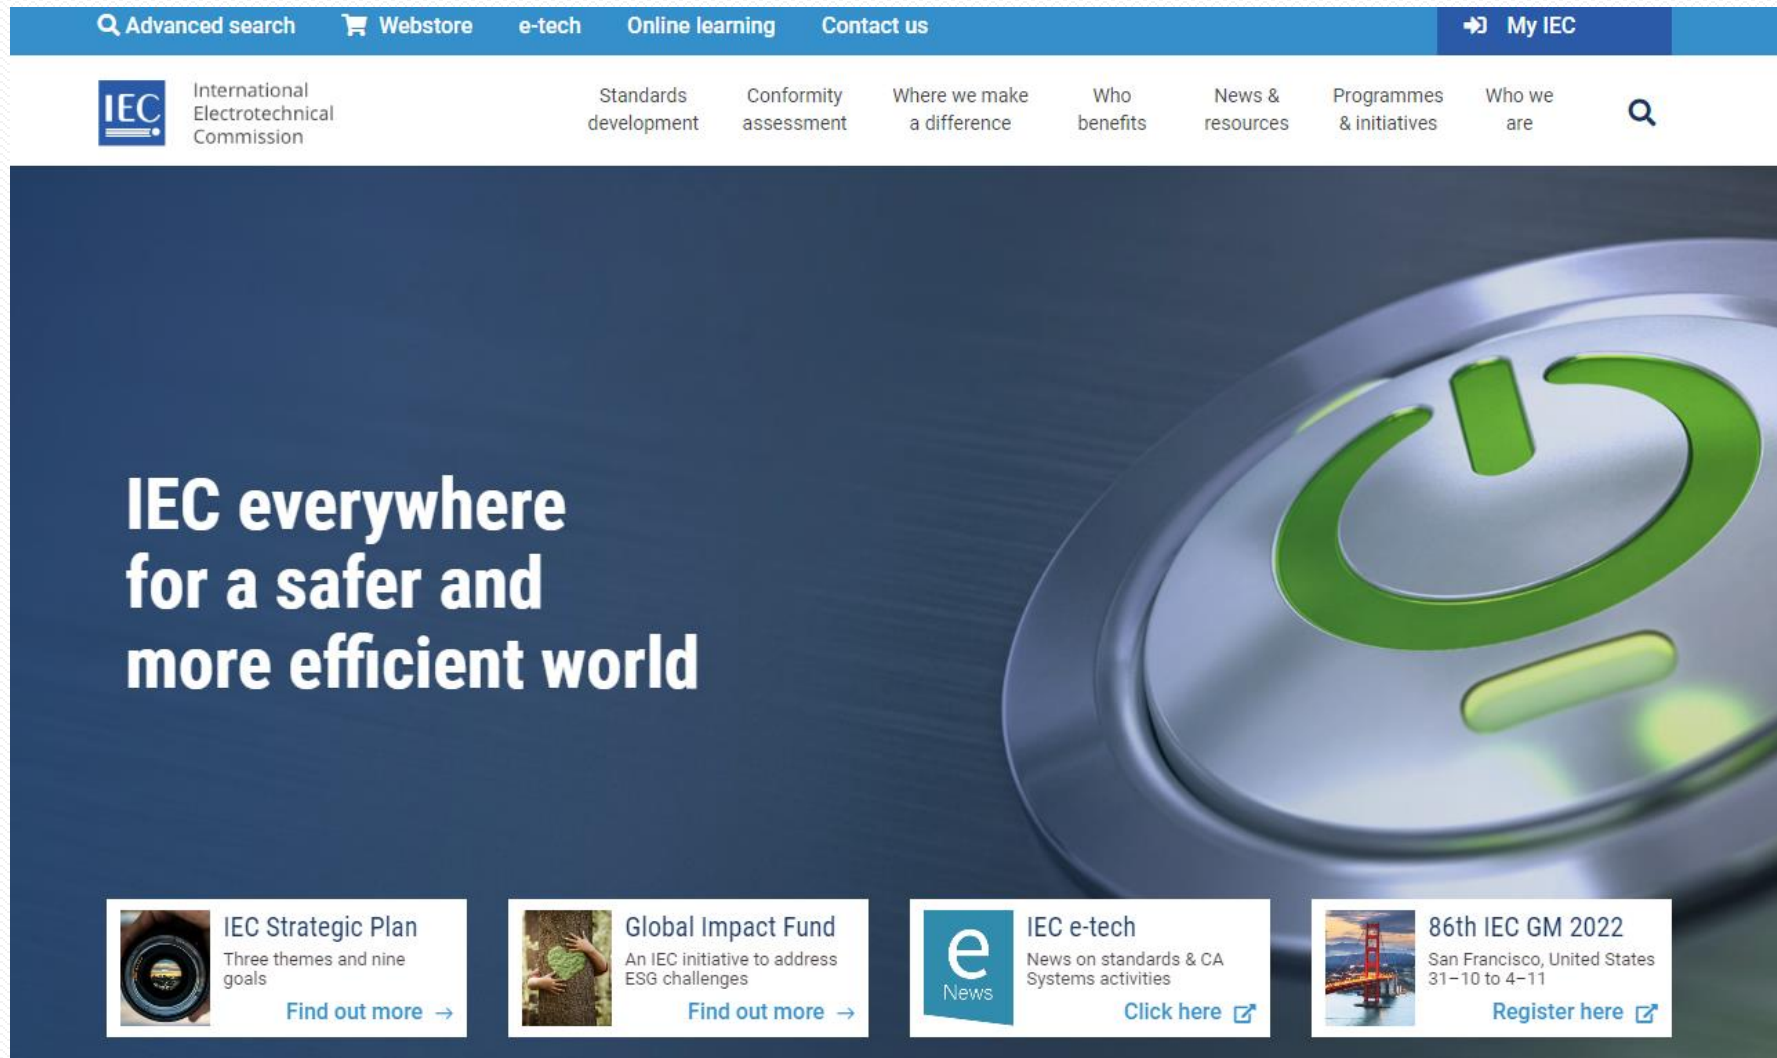 Advanced search Webstore e-tech Online learning Contact us My IEC
IEC
International
Electrotechnical
Commission
Standards
development
Conformity
assessment
Where we make
a difference
Who
benefits
News &
resources
Programmes
& initiatives
Who we
are
IEC everywhere
for a safer and
more efficient world
IEC Strategic Plan
Three themes and nine
goals
Find out more →
Global Impact Fund
An IEC initiative to address
ESG challenges
Find out more →
e
News
IEC e-tech
News on standards & CA
Systems activities
Click here
86th IEC GM 2022
San Francisco, United States
31–10 to 4–11
Register here